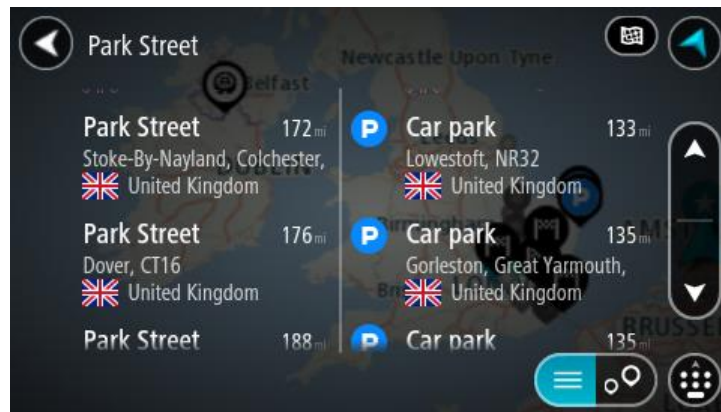 Park Street
Newcastle Upon Tyne
Belfast
Park Street 172 mi
Stoke-By-Nayland, Colchester,
United Kingdom
Park Street 176 mi
Dover, CT16
United Kingdom
Park Street 188 mi
P Car park 133 mi
Lowestoft, NR32
United Kingdom
P Car park 135 mi
Gorleston, Great Yarmouth,
United Kingdom
P Car park 135 mi
DUBLIN
Birmingham